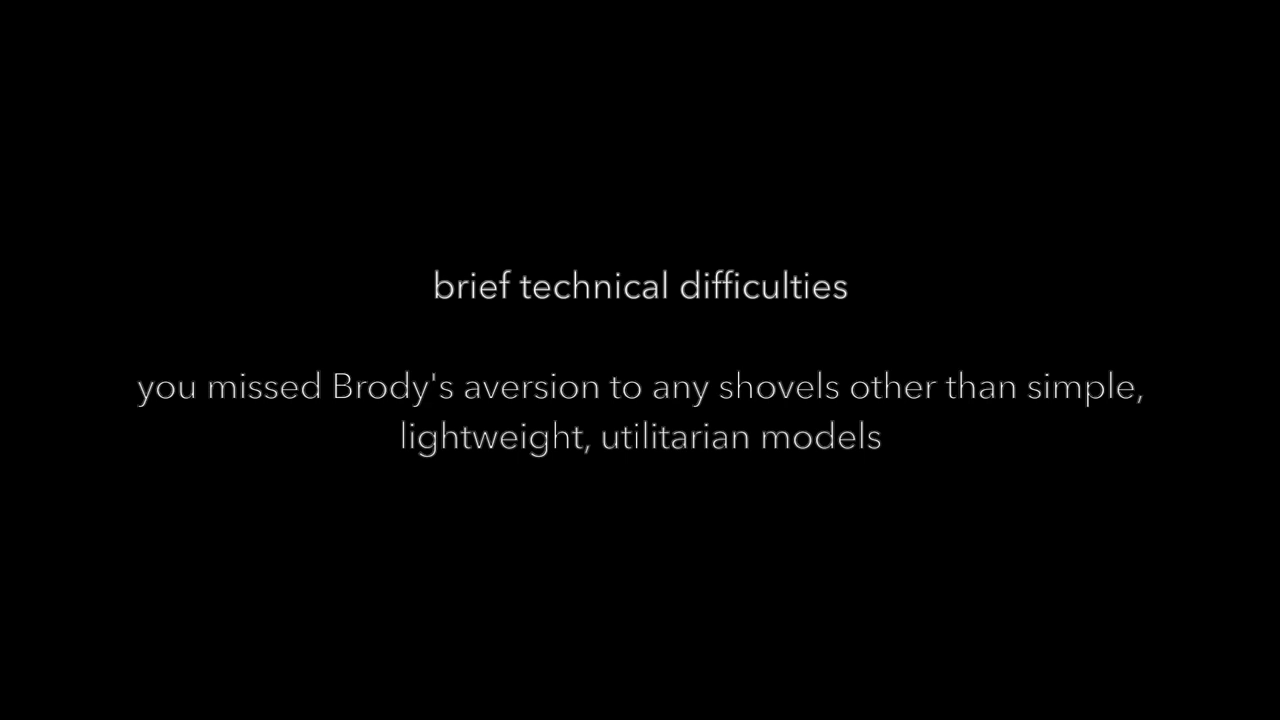 brief technical difficulties
you missed Brody's aversion to any shovels other than simple,
lightweight, utilitarian models